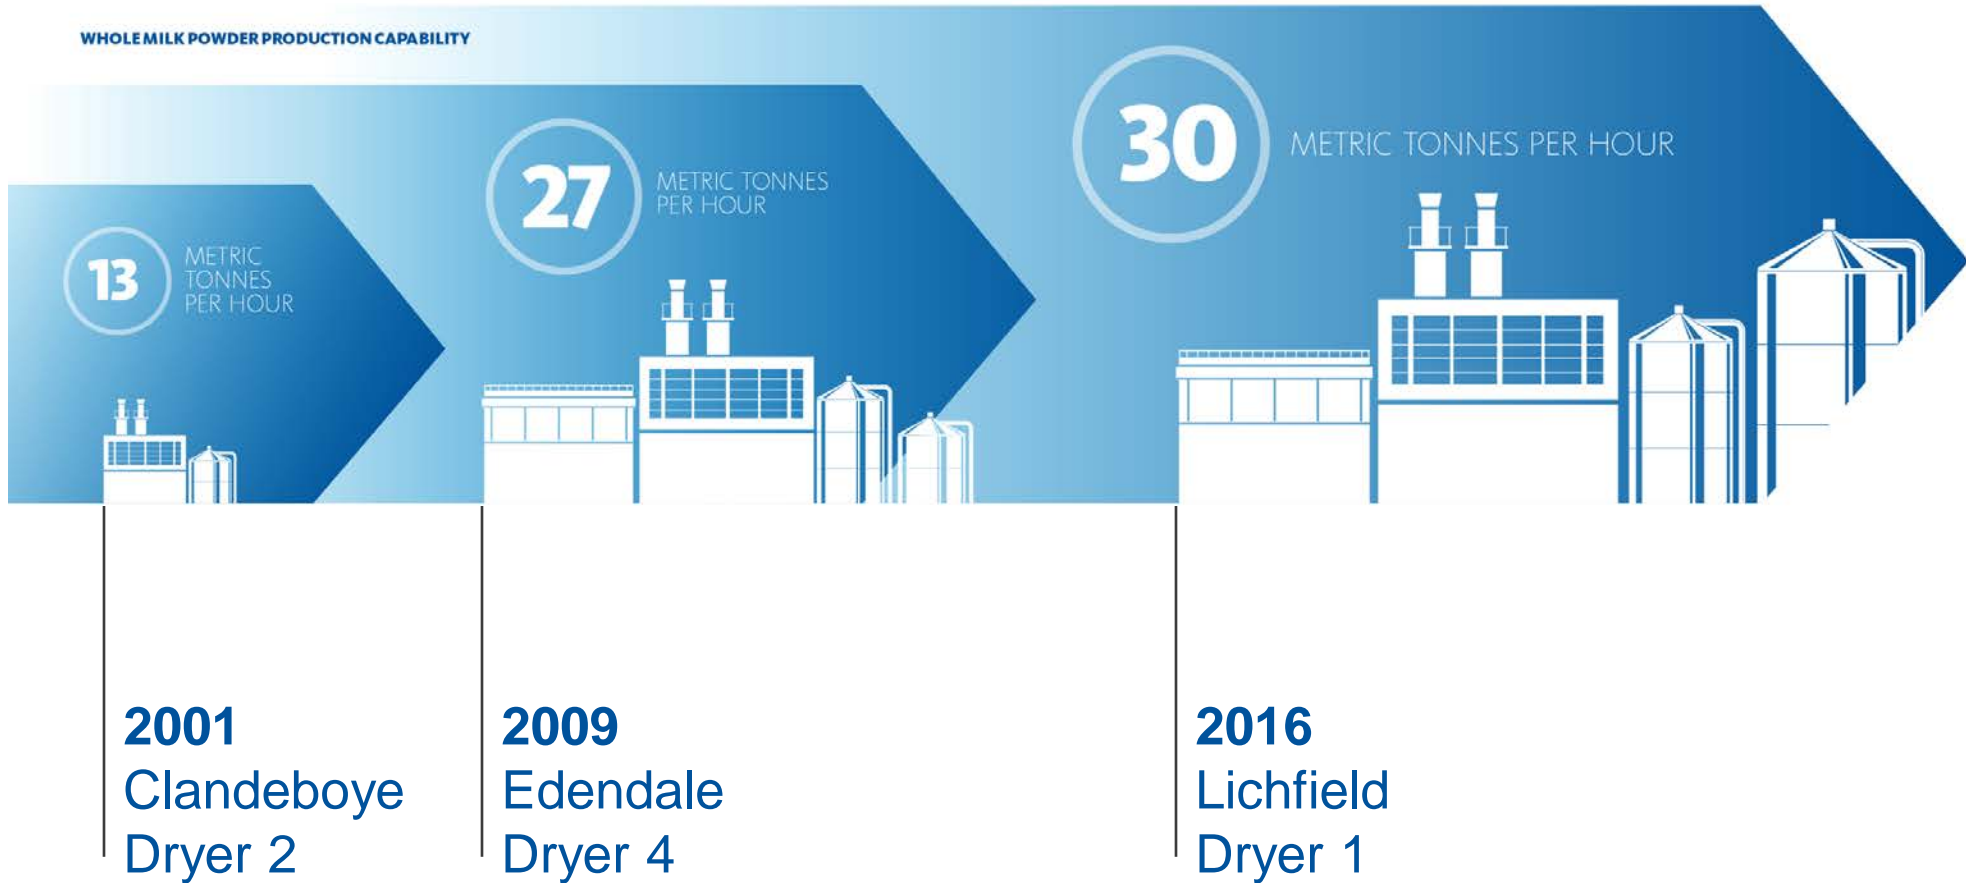 WHOLE MILK POWDER PRODUCTION CAPABILITY
13
METRIC
TONNES
PER HOUR
27
METRIC TONNES
PER HOUR
30
METRIC TONNES PER HOUR
2001
Clandeboye
Dryer 2
2009
Edendale
Dryer 4
2016
Lichfield
Dryer 1